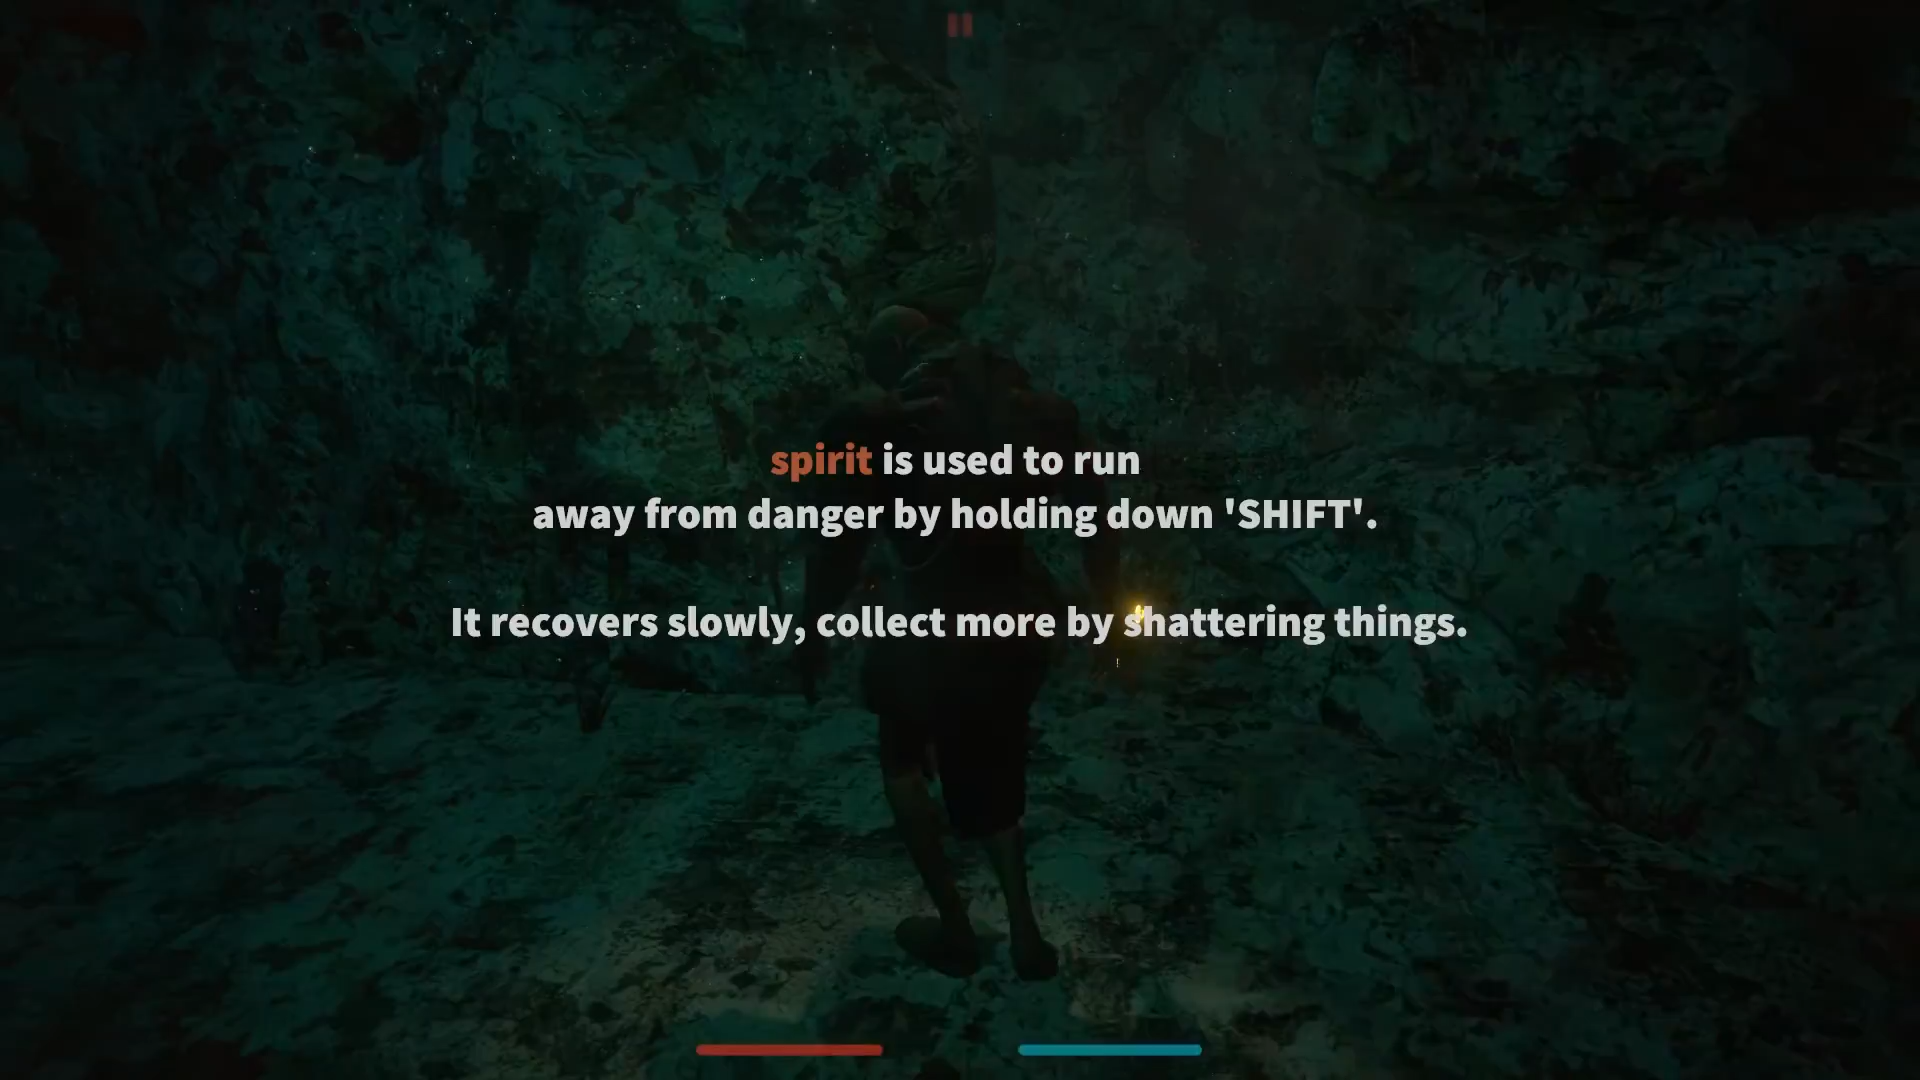 spirit is used to run
away from danger by holding down 'SHIFT'.
It recovers slowly, collect more by shattering things.